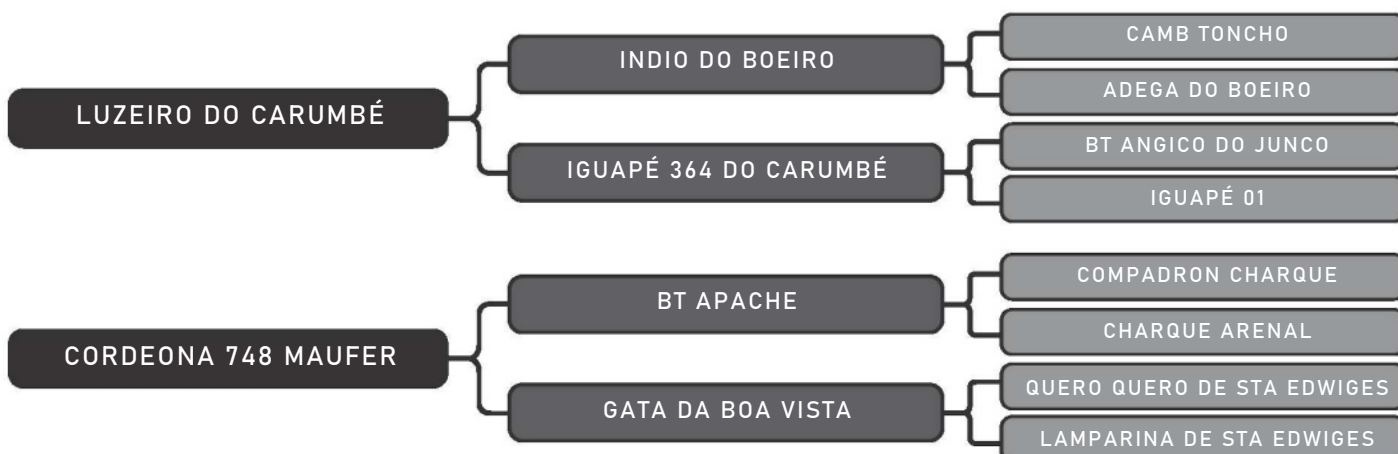 LUZEIRO DO CARUMBÉ
INDIO DO BOEIRO
CAMB TONCHO
ADEGA DO BOEIRO
IGUAPÉ 364 DO CARUMBÉ
BT ANGICO DO JUNCO
IGUAPÉ 01
CORDEONA 748 MAUFER
BT APACHE
COMPADRON CHARQUE
CHARQUE ARENAL
GATA DA BOA VISTA
QUERO QUERO DE STA EDWIGES
LAMPARINA DE STA EDWIGES